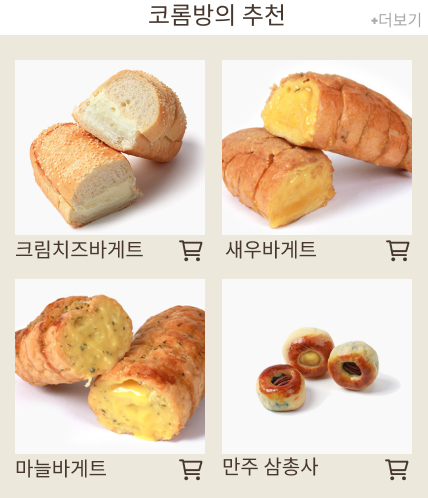 코롬방의 추천
+더보기
크림치즈바게트
새우바게트
마늘바게트
만주 삼총사